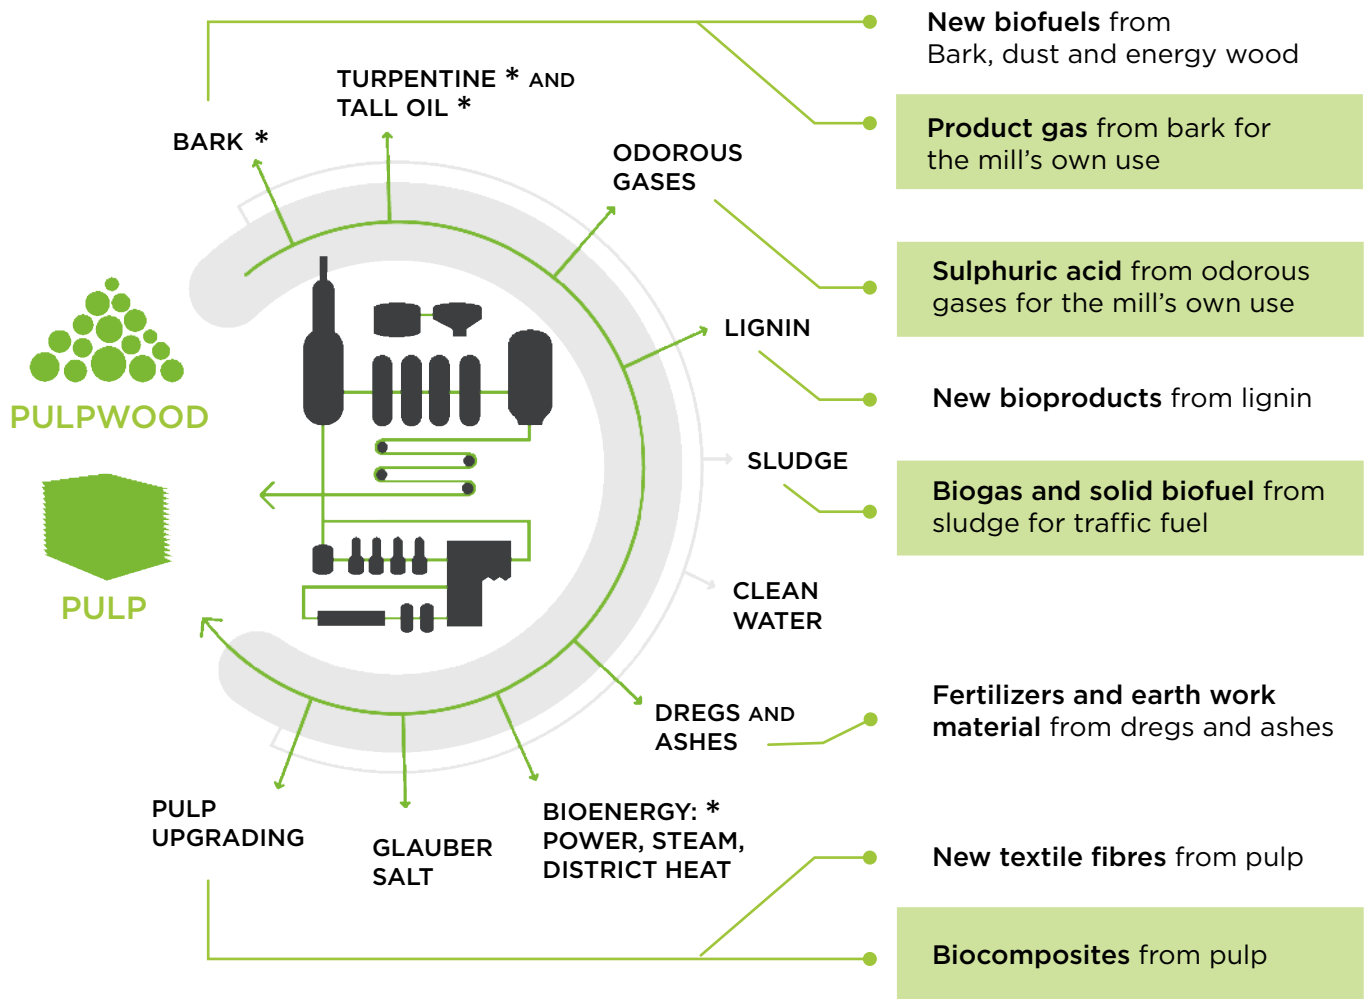 New biofuels from
Bark, dust and energy wood
TURPENTINE * AND
TALL OIL *
BARK *
Product gas from bark for
the mill's own use
ODOROUS
GASES
Sulphuric acid from odorous
gases for the mill's own use
LIGNIN
New bioproducts from lignin
PULPWOOD
SLUDGE
Biogas and solid biofuel from
sludge for traffic fuel
PULP
CLEAN
WATER
DREGS AND
ASHES
Fertilizers and earth work
material from dregs and ashes
PULP
UPGRADING
GLAUBER
SALT
BIOENERGY: *
POWER, STEAM,
DISTRICT HEAT
New textile fibres from pulp
Biocomposites from pulp